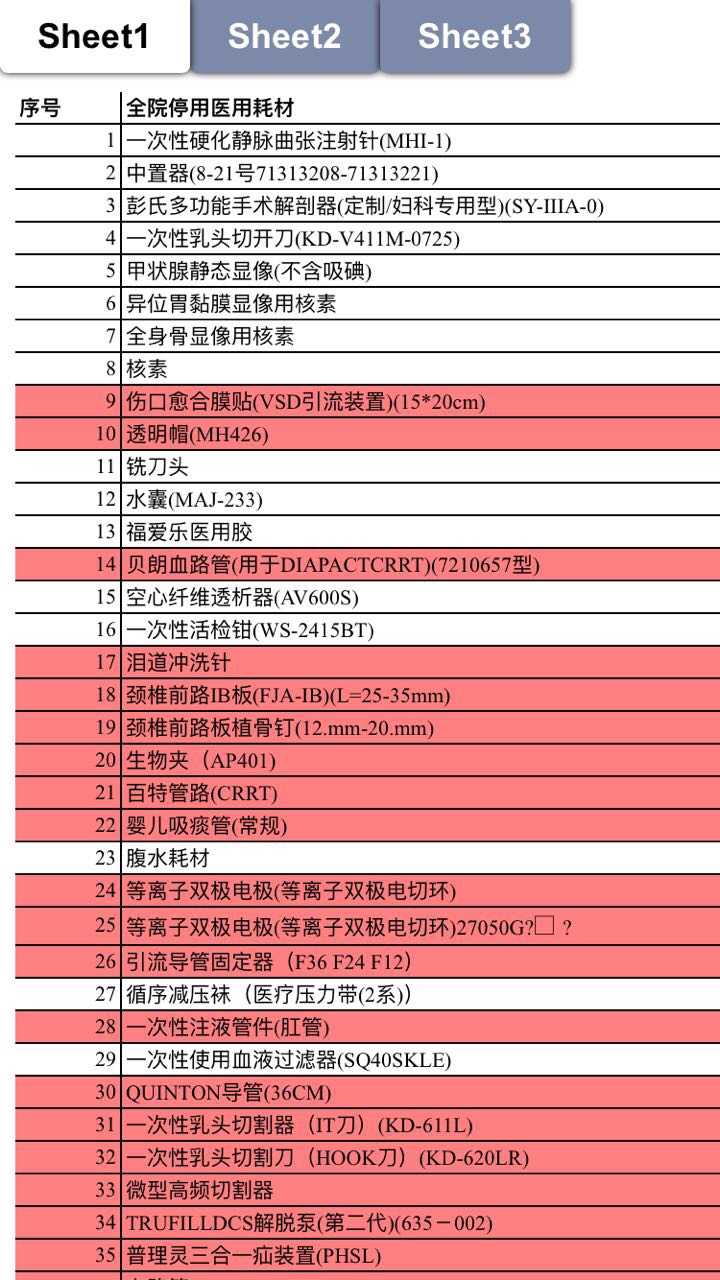 Sheet1 Sheet2 Sheet3
序号 全院停用医用耗材
1 一次性硬化静脉曲张注射针(MHI-1)
2 中置器(8-21号71313208-71313221)
3 彭氏多功能手术解剖器(定制/妇科专用型)(SY-IIIA-0)
4 一次性乳头切开刀(KD-V411M-0725)
5 甲状腺静态显像(不含吸碘)
6 异位胃黏膜显像用核素
7 全身骨显像用核素
8 核素
9 伤口愈合膜贴(VSD引流装置)(15*20cm)
10 透明帽(MH426)
11 铣刀头
12 水囊(MAJ-233)
13 福爱乐医用胶
14 贝朗血路管(用于DIAPACTCRRT)(7210657型)
15 空心纤维透析器(AV600S)
16 一次性活检钳(WS-2415BT)
17 泪道冲洗针
18 颈椎前路IB板(FJA-IB)(L=25-35mm)
19 颈椎前路板植骨钉(12.mm-20.mm)
20 生物夹（AP401)
21 百特管路(CRRT)
22 婴儿吸痰管(常规)
23 腹水耗材
24 等离子双极电极(等离子双极电切环)
25 等离子双极电极(等离子双极电切环)27050G?□ ?
26 引流导管固定器（F36 F24 F12）
27 循序减压袜（医疗压力带(2系)）
28 一次性注液管件(肛管)
29 一次性使用血液过滤器(SQ40SKLE)
30 QUINTON导管(36CM)
31 一次性乳头切割器（IT刀）(KD-611L)
32 一次性乳头切割刀（HOOK刀）(KD-620LR)
33 微型高频切割器
34 TRUFILLDCS解脱泵(第二代)(635－002)
35 普理灵三合一疝装置(PHSL)